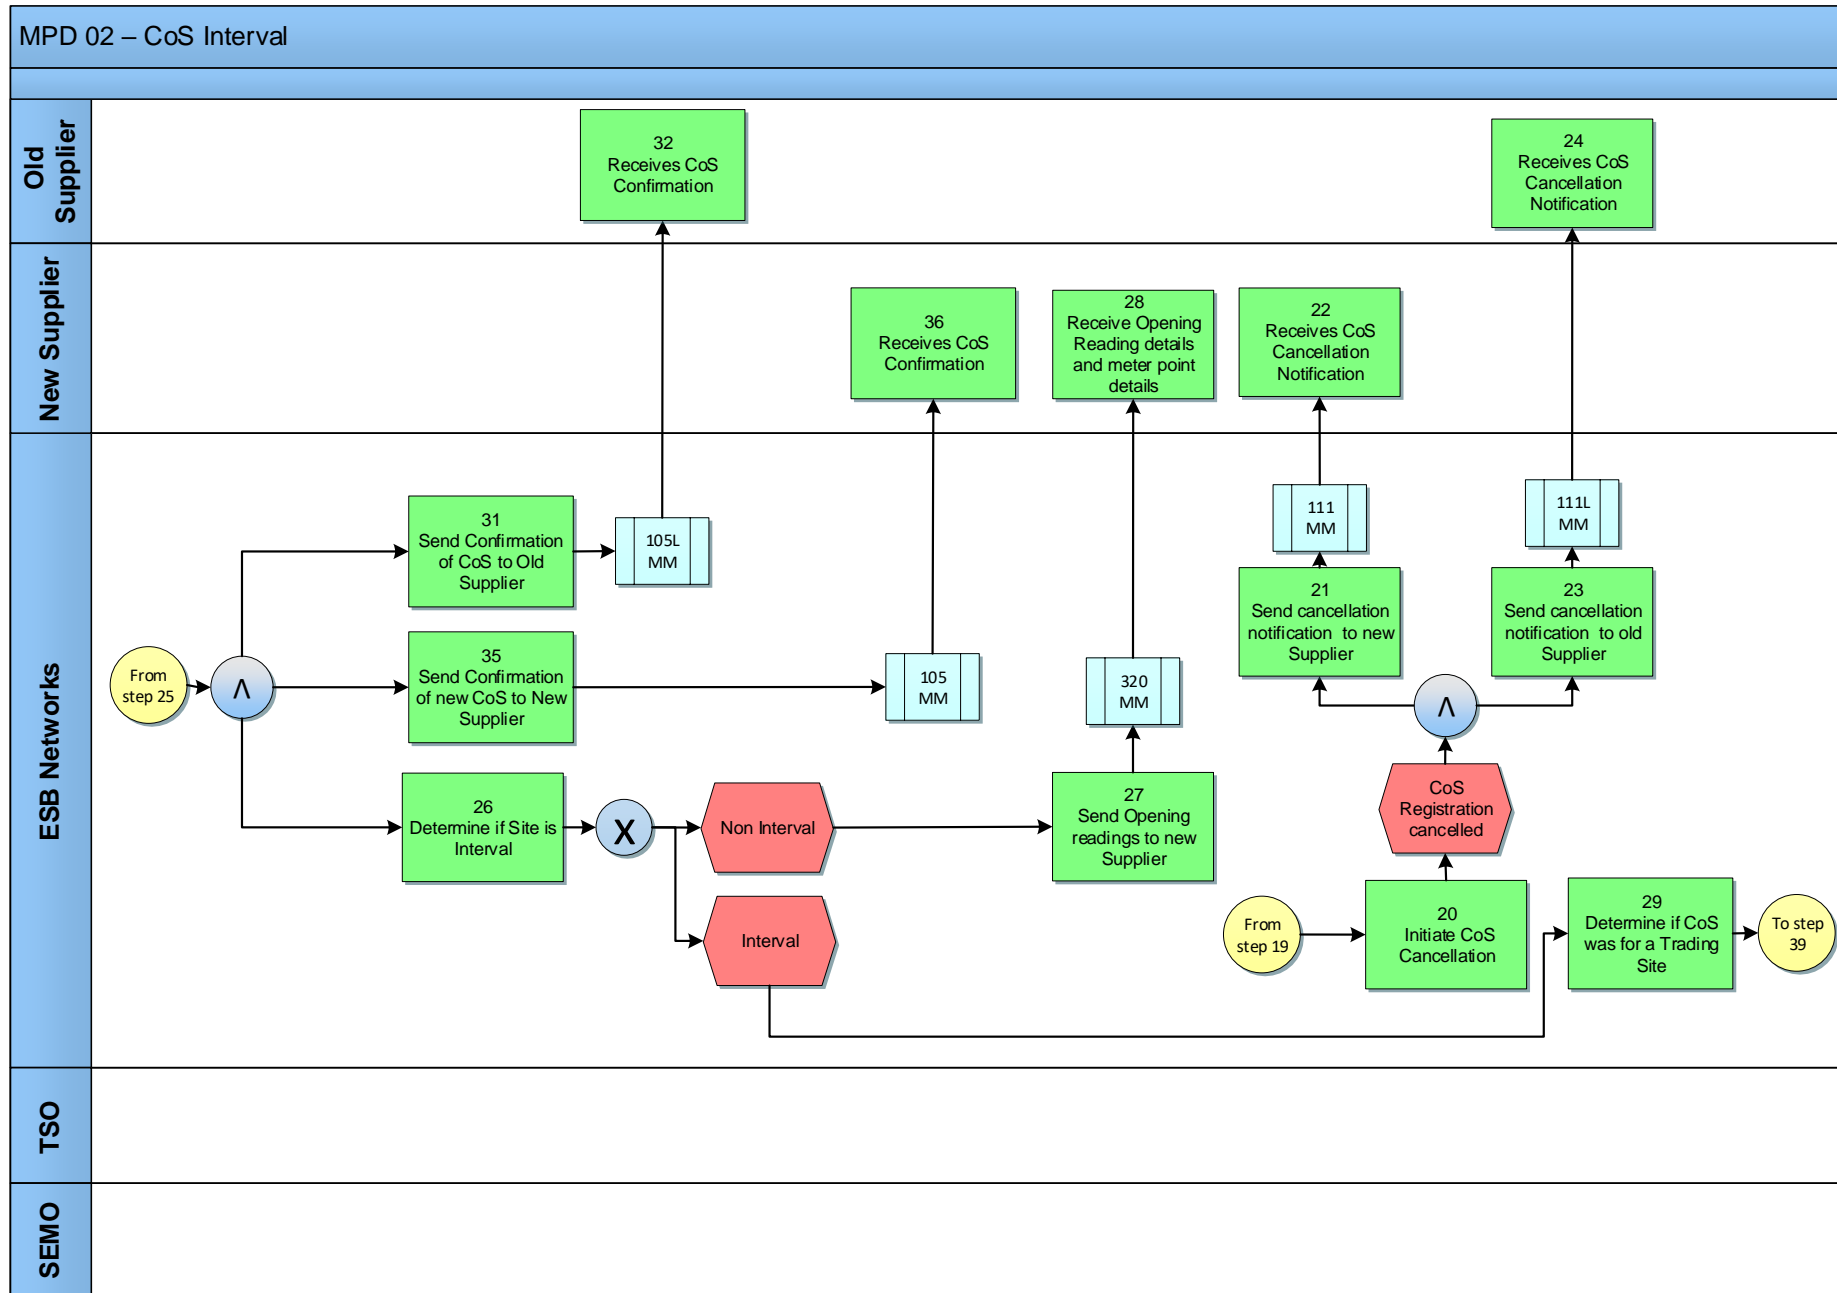 MPD 02 – CoS Interval
Old
Supplier
32
Receives CoS
Confirmation
24
Receives CoS
Cancellation
Notification
New Supplier
36
Receives CoS
Confirmation
28
Receive Opening
Reading details
and meter point
details
22
Receives CoS
Cancellation
Notification
ESB Networks
From
step 25
Λ
31
Send Confirmation
of CoS to Old
Supplier
105L
MM
35
Send Confirmation
of new CoS to New
Supplier
105
MM
26
Determine if Site is
Interval
X
Non Interval
Interval
320
MM
27
Send Opening
readings to new
Supplier
111
MM
21
Send cancellation
notification to new
Supplier
111L
MM
23
Send cancellation
notification to old
Supplier
Λ
CoS
Registration
cancelled
From
step 19
20
Initiate CoS
Cancellation
29
Determine if CoS
was for a Trading
Site
To step
39
TSO
SEMO